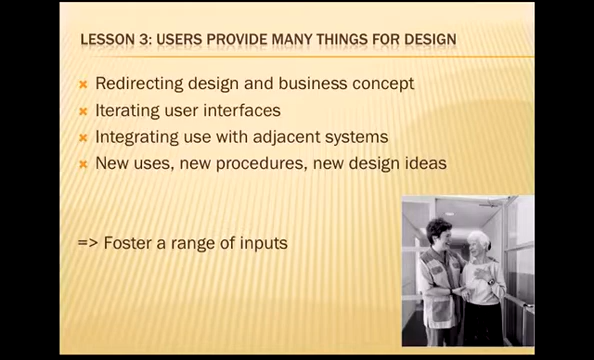 LESSON 3: USERS PROVIDE MANY THINGS FOR DESIGN
Redirecting design and business concept
Iterating user interfaces
Integrating use with adjacent systems
New uses, new procedures, new design ideas
=> Foster a range of inputs